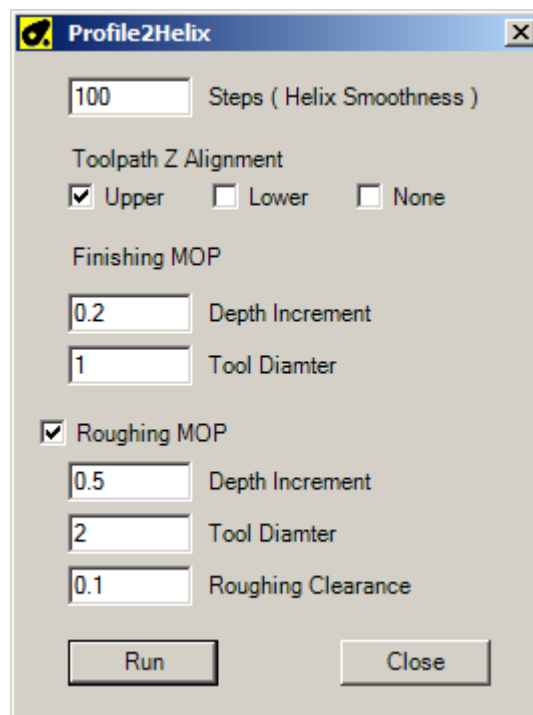 Profile2Helix
100 Steps ( Helix Smoothness )
Toolpath Z Alignment
Upper Lower None
Finishing MOP
0.2 Depth Increment
1 Tool Diamter
Roughing MOP
0.5 Depth Increment
2 Tool Diamter
0.1 Roughing Clearance
Run Close